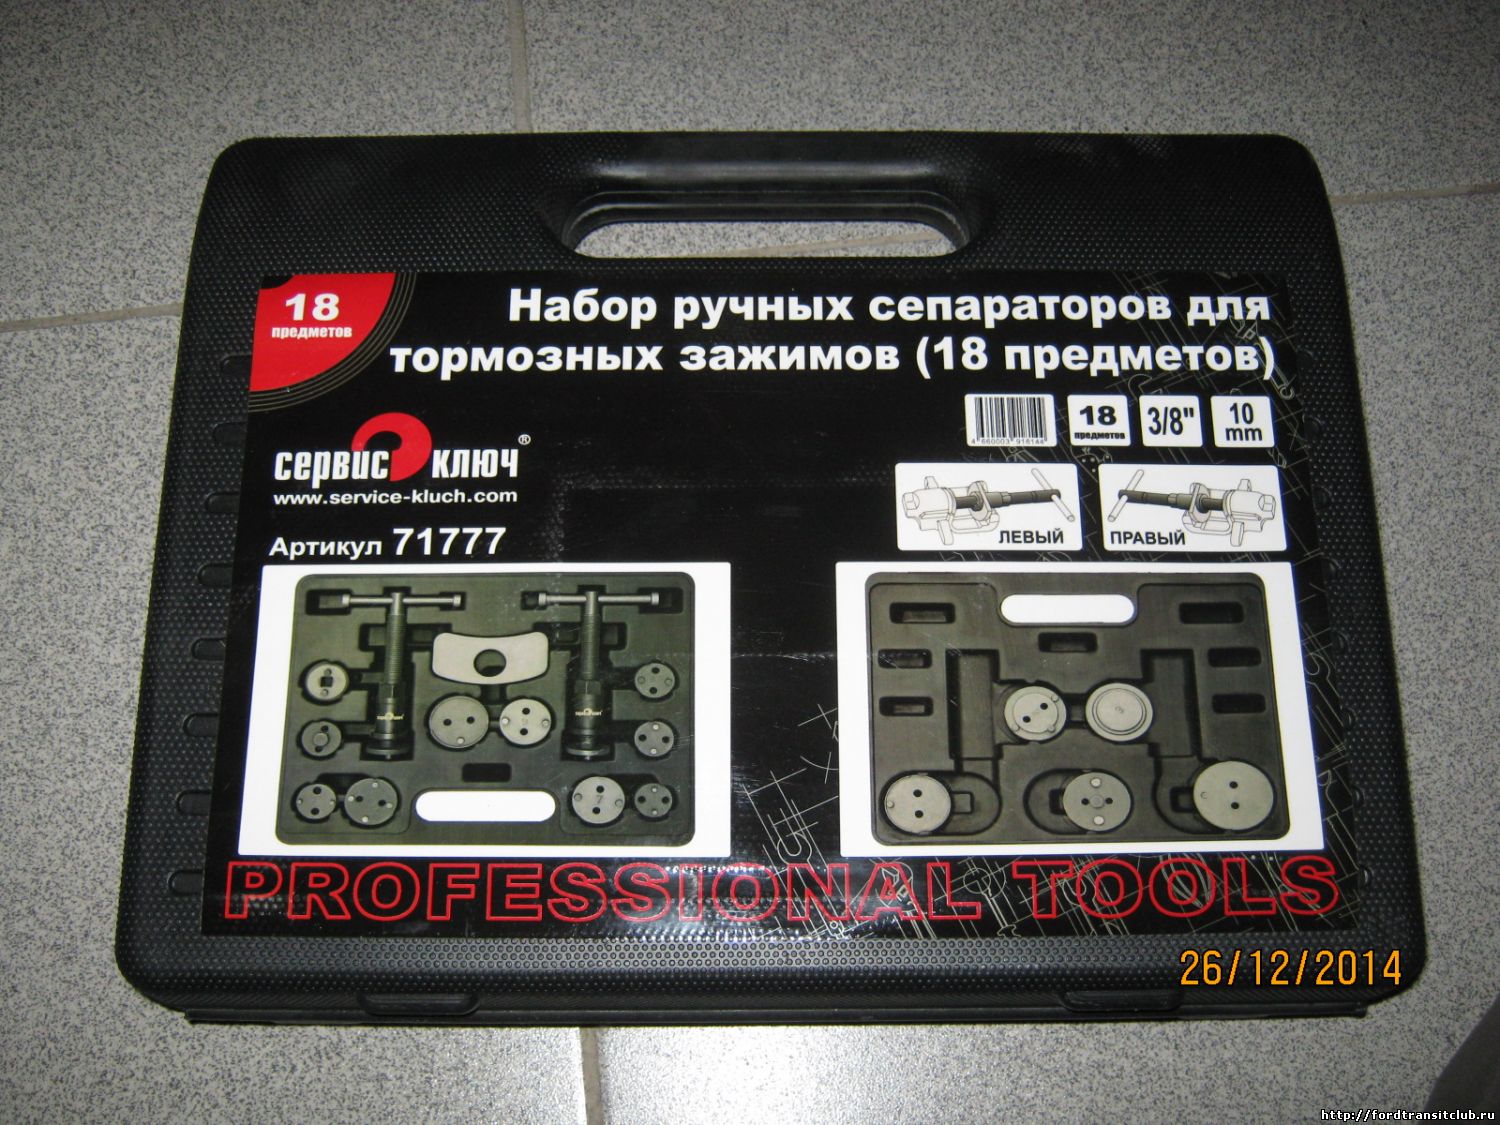 18
предметов
Набор ручных сепараторов для
тормозных зажимов (18 предметов)
18
предметов
3/8"
10
mm
сервис ключ®
www.service-kluch.com
Артикул 71777
ЛЕВЫЙ
ПРАВЫЙ
PROFESSIONAL TOOLS
26/12/2014
http://fordtransitclub.ru